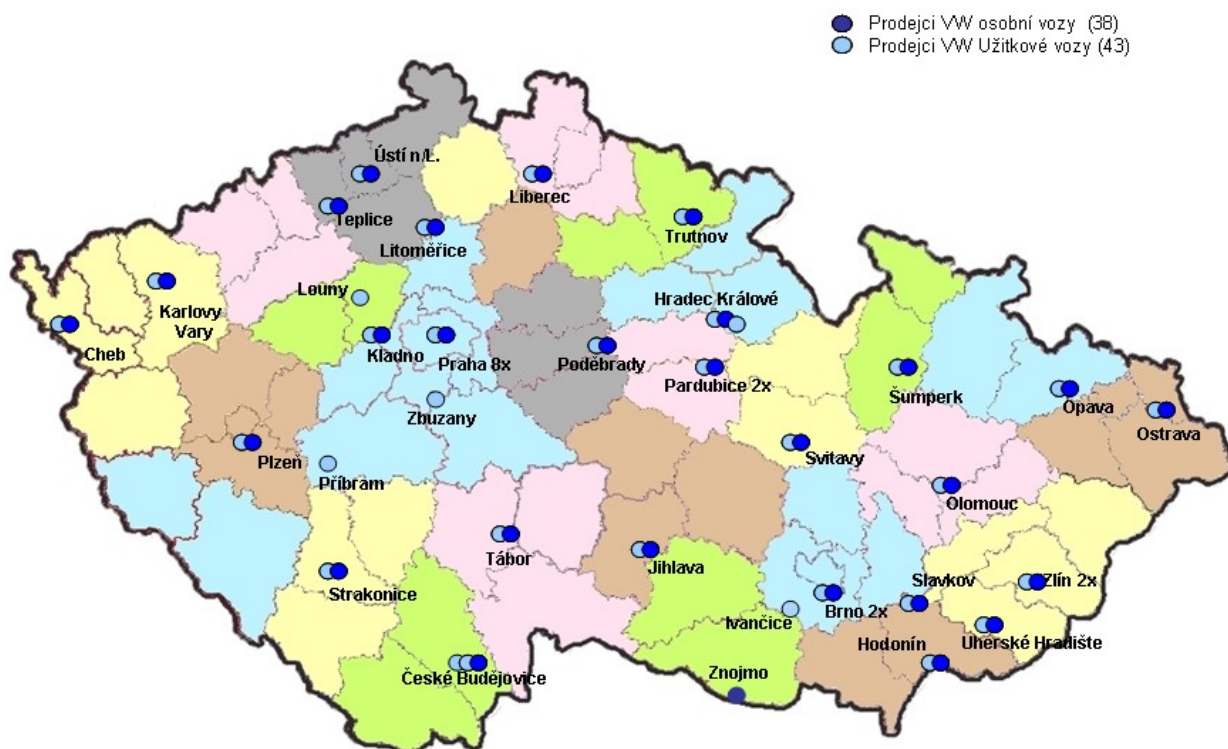 Prodejci VW osobní vozy (38)
Prodejci VW Užitkové vozy (43)
Ústí n/L.
Liberec
Teplice
Trutnov
Litoměřice
Louny
Hradec Králové
Karlovy
Vary
Cheb
Kladno
Praha 8x
Poděbrady
Pardubice 2x
Šumperk
Opava
Zbuzany
Ostrava
Plzeň
Svitavy
Příbram
Olomouc
Tábor
Jihlava
Strakonice
Slavkov
Zlín 2x
Ivančice
Brno 2x
Hodonín
Uherské Hradiště
České Budějovice
Znojmo